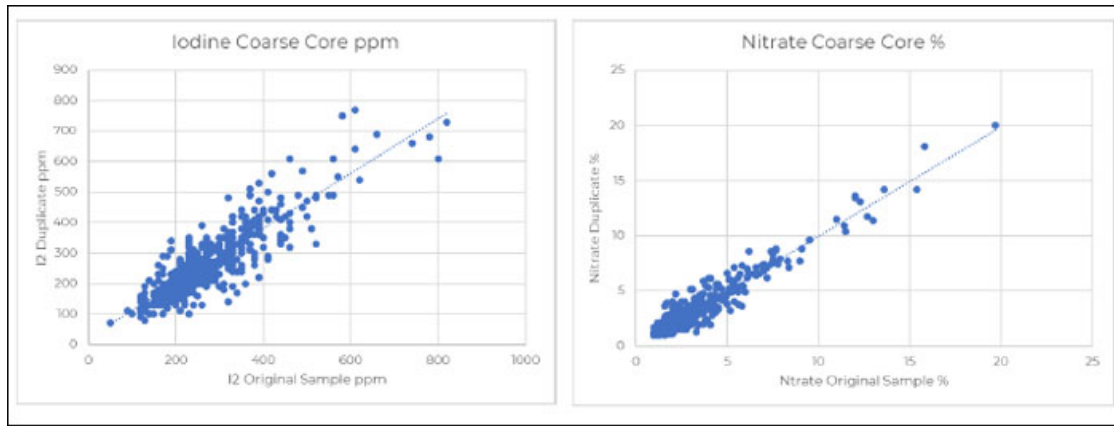 Iodine Coarse Core ppm
900
800
700
600
500
400
300
200
100
0
I2 Duplicate ppm
0 200 400 600 800 1000
I2 Original Sample ppm
Nitrate Coarse Core %
25
20
15
10
5
0
Nitrate Duplicate %
0 5 10 15 20 25
Ntrate Original Sample %